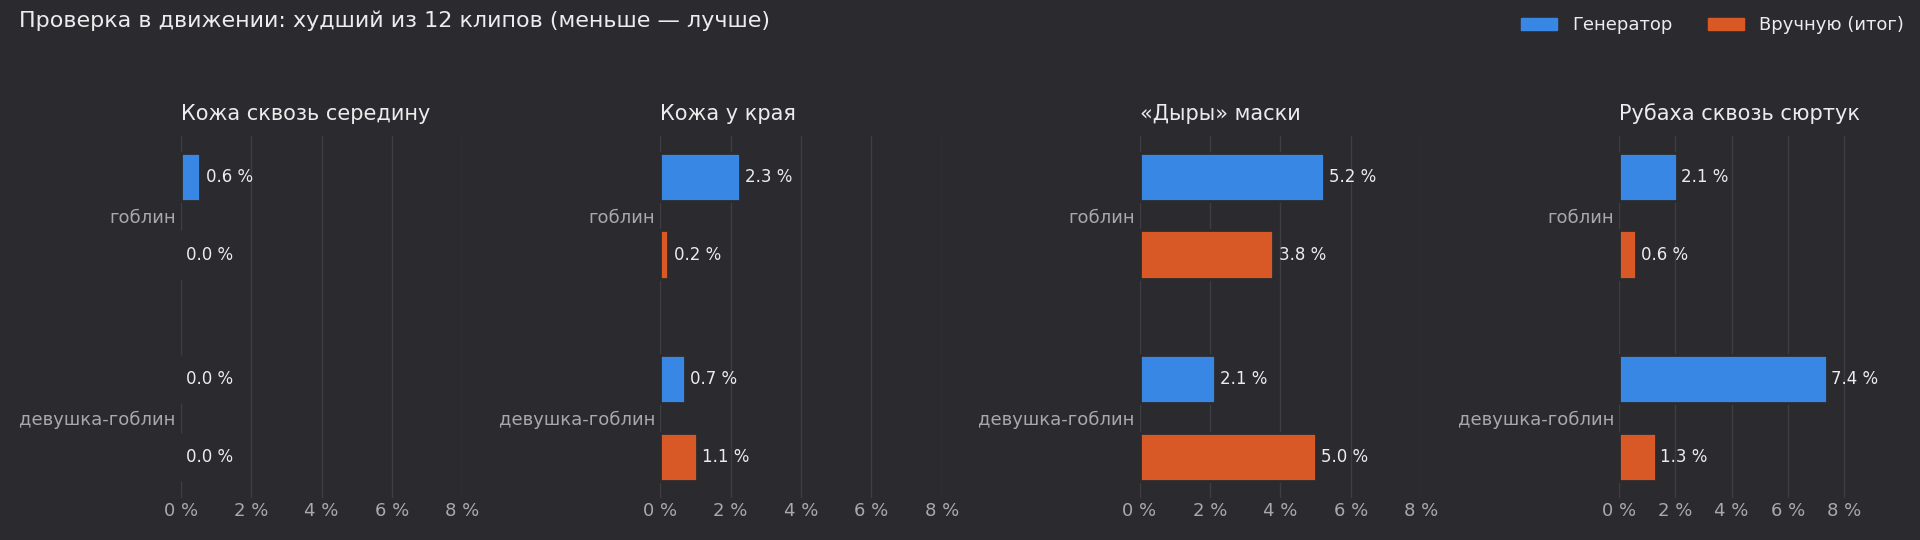 Проверка в движении: худший из 12 клипов (меньше — лучше)
Генератор
Вручную (итог)
Кожа сквозь середину
0.6 %
гоблин
0.0 %
0.0 %
девушка-гоблин
0.0 %
0 % 2 % 4 % 6 % 8 %
Кожа у края
2.3 %
гоблин
0.2 %
0.7 %
девушка-гоблин
1.1 %
0 % 2 % 4 % 6 % 8 %
«Дыры» маски
5.2 %
гоблин
3.8 %
2.1 %
девушка-гоблин
5.0 %
0 % 2 % 4 % 6 % 8 %
Рубаха сквозь сюртук
2.1 %
гоблин
0.6 %
7.4 %
девушка-гоблин
1.3 %
0 % 2 % 4 % 6 % 8 %